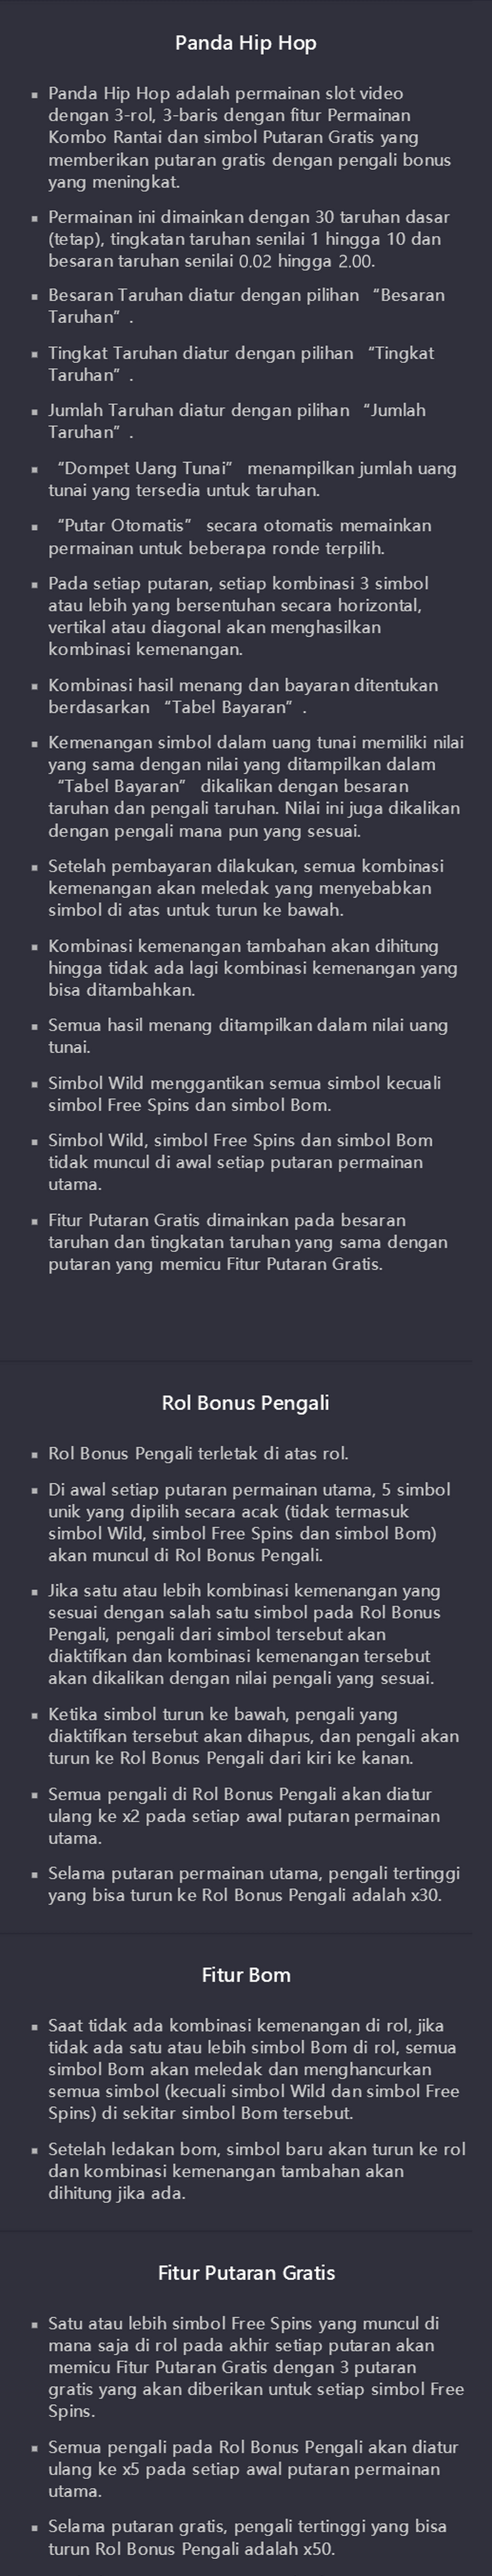 Panda Hip Hop
▪ Panda Hip Hop adalah permainan slot video
dengan 3-rol, 3-baris dengan fitur Permainan
Kombo Rantai dan simbol Putaran Gratis yang
memberikan putaran gratis dengan pengali bonus
yang meningkat.
▪ Permainan ini dimainkan dengan 30 taruhan dasar
(tetap), tingkatan taruhan senilai 1 hingga 10 dan
besaran taruhan senilai 0.02 hingga 2.00.
▪ Besaran Taruhan diatur dengan pilihan “Besaran
Taruhan” .
▪ Tingkat Taruhan diatur dengan pilihan “Tingkat
Taruhan” .
▪ Jumlah Taruhan diatur dengan pilihan “Jumlah
Taruhan” .
▪ “Dompet Uang Tunai” menampilkan jumlah uang
tunai yang tersedia untuk taruhan.
▪ “Putar Otomatis” secara otomatis memainkan
permainan untuk beberapa ronde terpilih.
▪ Pada setiap putaran, setiap kombinasi 3 simbol
atau lebih yang bersentuhan secara horizontal,
vertikal atau diagonal akan menghasilkan
kombinasi kemenangan.
▪ Kombinasi hasil menang dan bayaran ditentukan
berdasarkan “Tabel Bayaran” .
▪ Kemenangan simbol dalam uang tunai memiliki nilai
yang sama dengan nilai yang ditampilkan dalam
“Tabel Bayaran” dikalikan dengan besaran
taruhan dan pengali taruhan. Nilai ini juga dikalikan
dengan pengali mana pun yang sesuai.
▪ Setelah pembayaran dilakukan, semua kombinasi
kemenangan akan meledak yang menyebabkan
simbol di atas untuk turun ke bawah.
▪ Kombinasi kemenangan tambahan akan dihitung
hingga tidak ada lagi kombinasi kemenangan yang
bisa ditambahkan.
▪ Semua hasil menang ditampilkan dalam nilai uang
tunai.
▪ Simbol Wild menggantikan semua simbol kecuali
simbol Free Spins dan simbol Bom.
▪ Simbol Wild, simbol Free Spins dan simbol Bom
tidak muncul di awal setiap putaran permainan
utama.
▪ Fitur Putaran Gratis dimainkan pada besaran
taruhan dan tingkatan taruhan yang sama dengan
putaran yang memicu Fitur Putaran Gratis.
Rol Bonus Pengali
▪ Rol Bonus Pengali terletak di atas rol.
▪ Di awal setiap putaran permainan utama, 5 simbol
unik yang dipilih secara acak (tidak termasuk
simbol Wild, simbol Free Spins dan simbol Bom)
akan muncul di Rol Bonus Pengali.
▪ Jika satu atau lebih kombinasi kemenangan yang
sesuai dengan salah satu simbol pada Rol Bonus
Pengali, pengali dari simbol tersebut akan
diaktifkan dan kombinasi kemenangan tersebut
akan dikalikan dengan nilai pengali yang sesuai.
▪ Ketika simbol turun ke bawah, pengali yang
diaktifkan tersebut akan dihapus, dan pengali akan
turun ke Rol Bonus Pengali dari kiri ke kanan.
▪ Semua pengali di Rol Bonus Pengali akan diatur
ulang ke x2 pada setiap awal putaran permainan
utama.
▪ Selama putaran permainan utama, pengali tertinggi
yang bisa turun ke Rol Bonus Pengali adalah x30.
Fitur Bom
▪ Saat tidak ada kombinasi kemenangan di rol, jika
tidak ada satu atau lebih simbol Bom di rol, semua
simbol Bom akan meledak dan menghancurkan
semua simbol (kecuali simbol Wild dan simbol Free
Spins) di sekitar simbol Bom tersebut.
▪ Setelah ledakan bom, simbol baru akan turun ke rol
dan kombinasi kemenangan tambahan akan
dihitung jika ada.
Fitur Putaran Gratis
▪ Satu atau lebih simbol Free Spins yang muncul di
mana saja di rol pada akhir setiap putaran akan
memicu Fitur Putaran Gratis dengan 3 putaran
gratis yang akan diberikan untuk setiap simbol Free
Spins.
▪ Semua pengali pada Rol Bonus Pengali akan diatur
ulang ke x5 pada setiap awal putaran permainan
utama.
▪ Selama putaran gratis, pengali tertinggi yang bisa
turun Rol Bonus Pengali adalah x50.